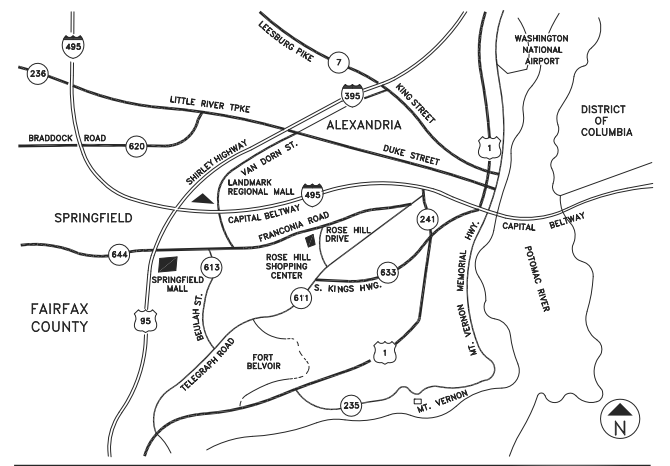 495
LEESBURG PIKE
7
WASHINGTON
NATIONAL
AIRPORT
236
395
KING STREET
LITTLE RIVER TPKE
ALEXANDRIA
DISTRICT
OF
COLUMBIA
BRADDOCK ROAD
620
SHIRLEY HIGHWAY
VAN DORN ST.
DUKE STREET
1
LANDMARK
REGIONAL MALL
495
SPRINGFIELD
CAPITAL BELTWAY
FRANCONIA ROAD
241
CAPITAL BELTWAY
ROSE HILL
DRIVE
644
613
ROSE HILL
SHOPPING
CENTER
633
MT. VERNON MEMORIAL HWY.
POTOMAC RIVER
SPRINGFIELD
MALL
S. KINGS HWG.
611
FAIRFAX
COUNTY
95
BEULAH ST.
TELEGRAPH ROAD
FORT
BELVOIR
1
235
MT. VERNON
N